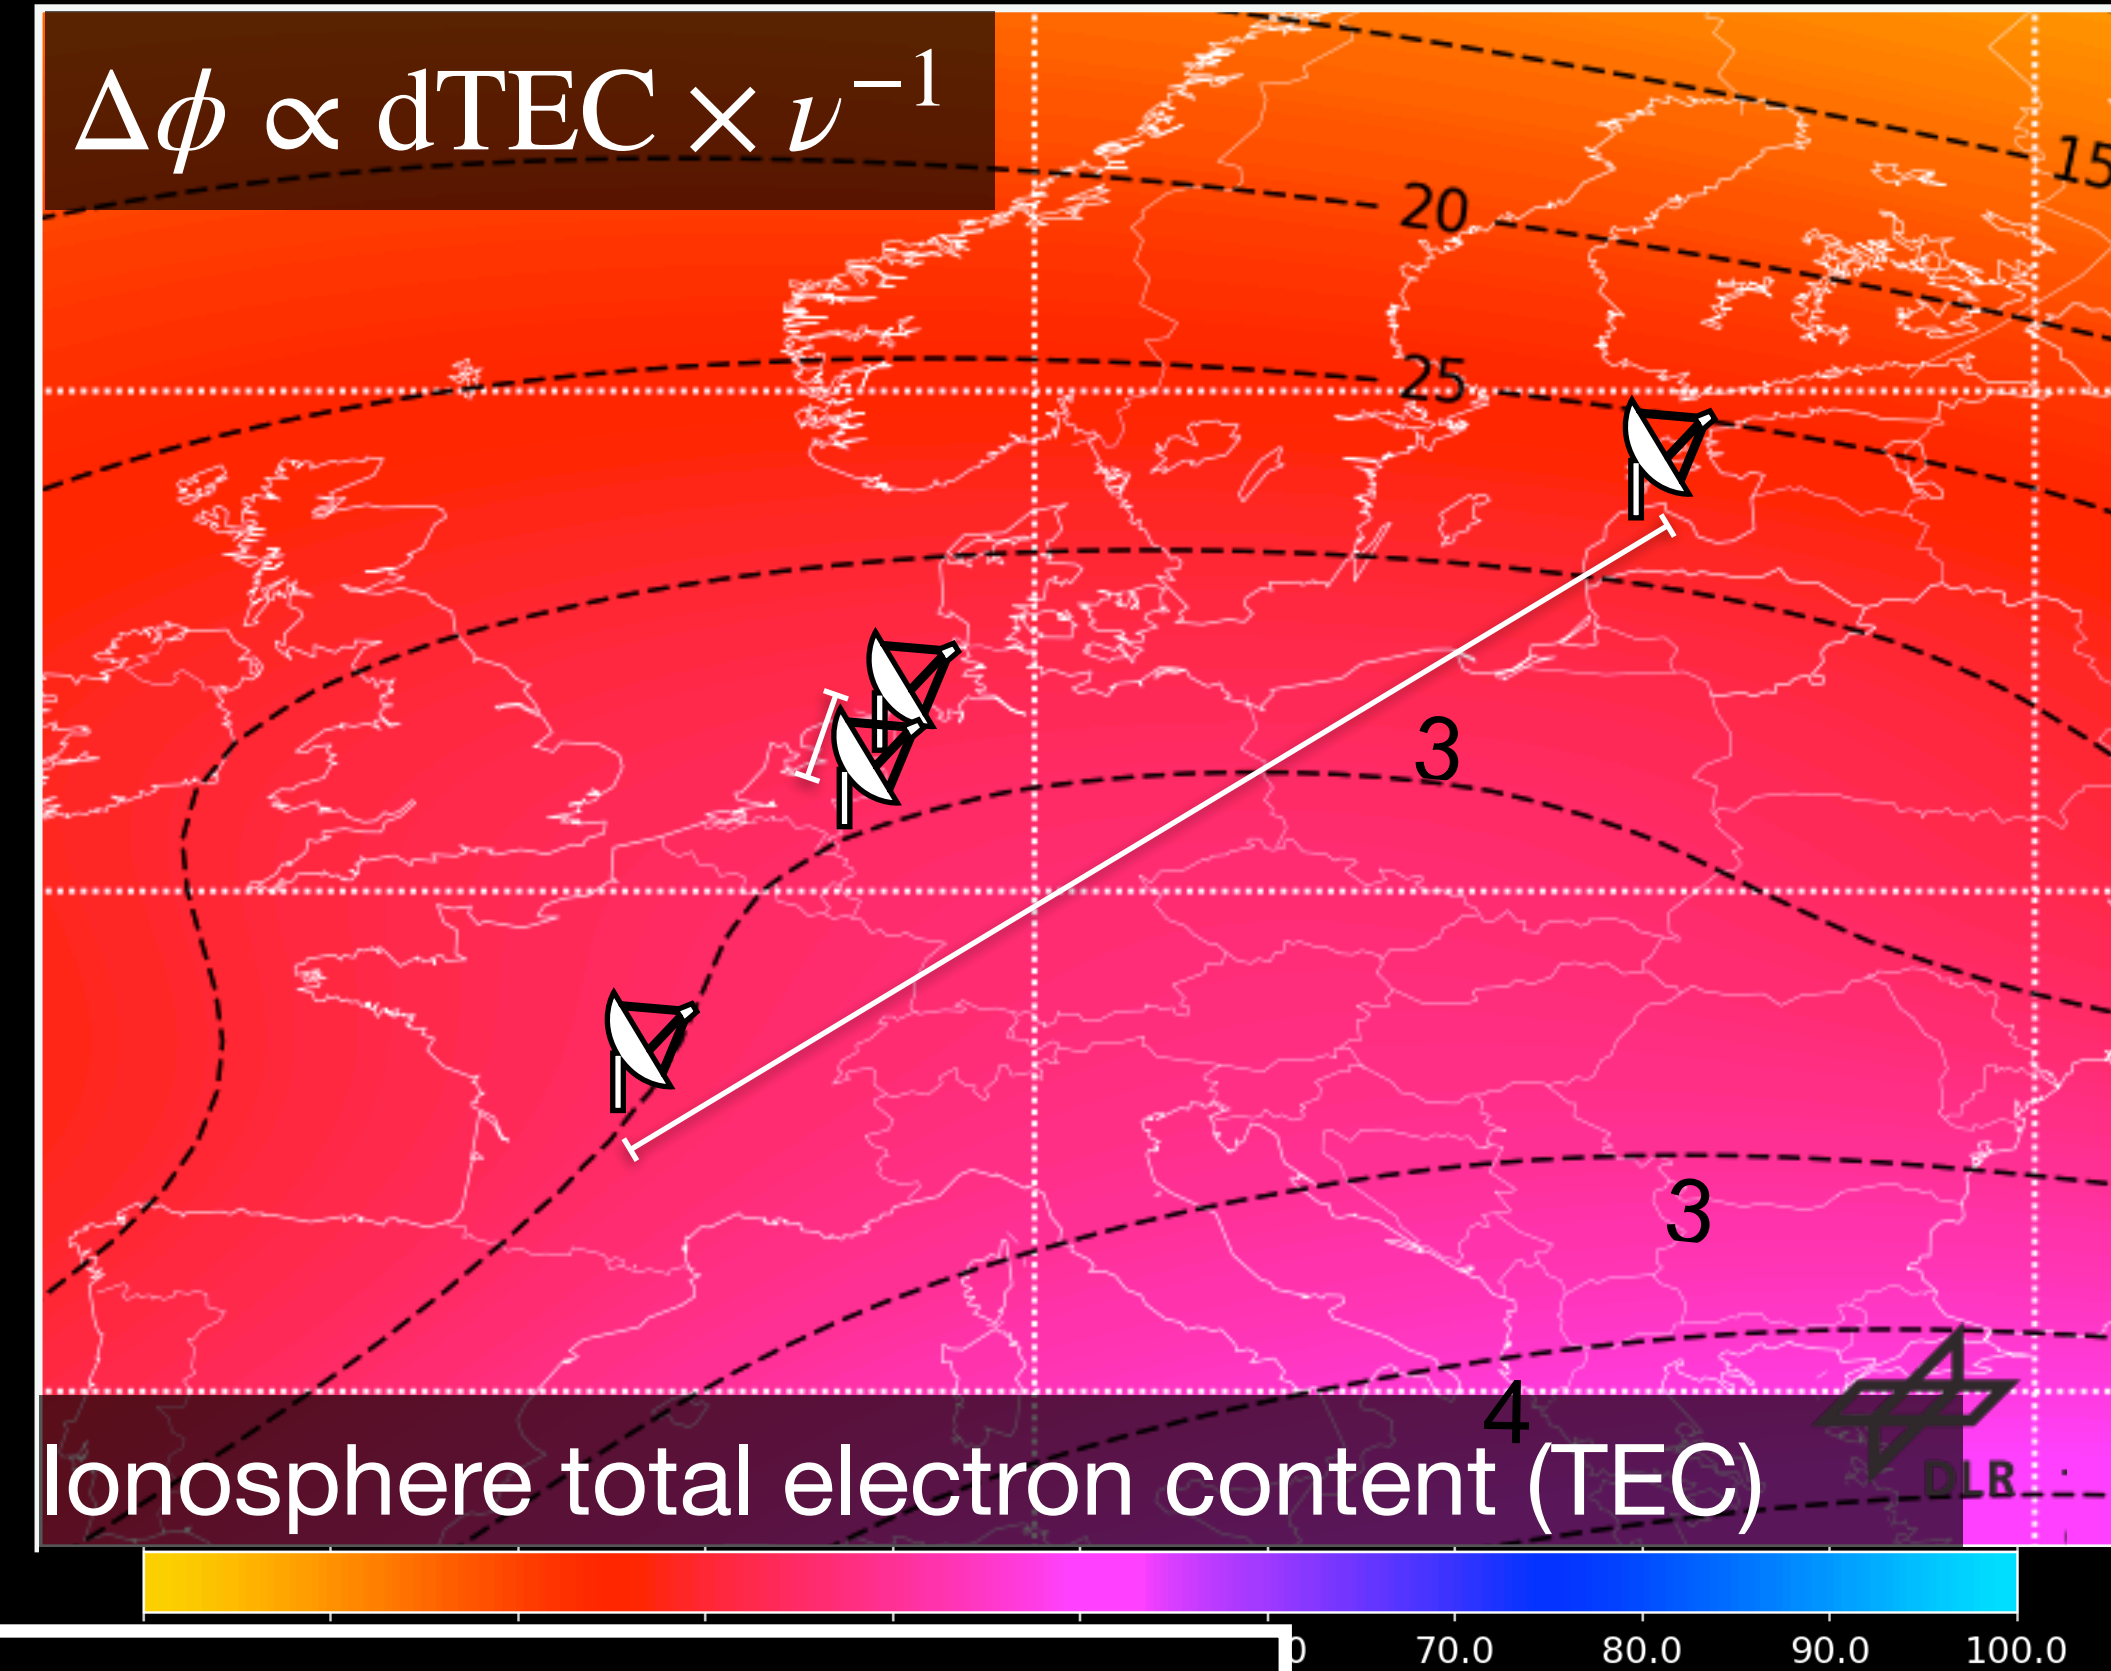 Δϕ ∝ dTEC × ν⁻¹
15
20
25
3
3
4
Ionosphere total electron content (TEC)
DLR
0 70.0 80.0 90.0 100.0